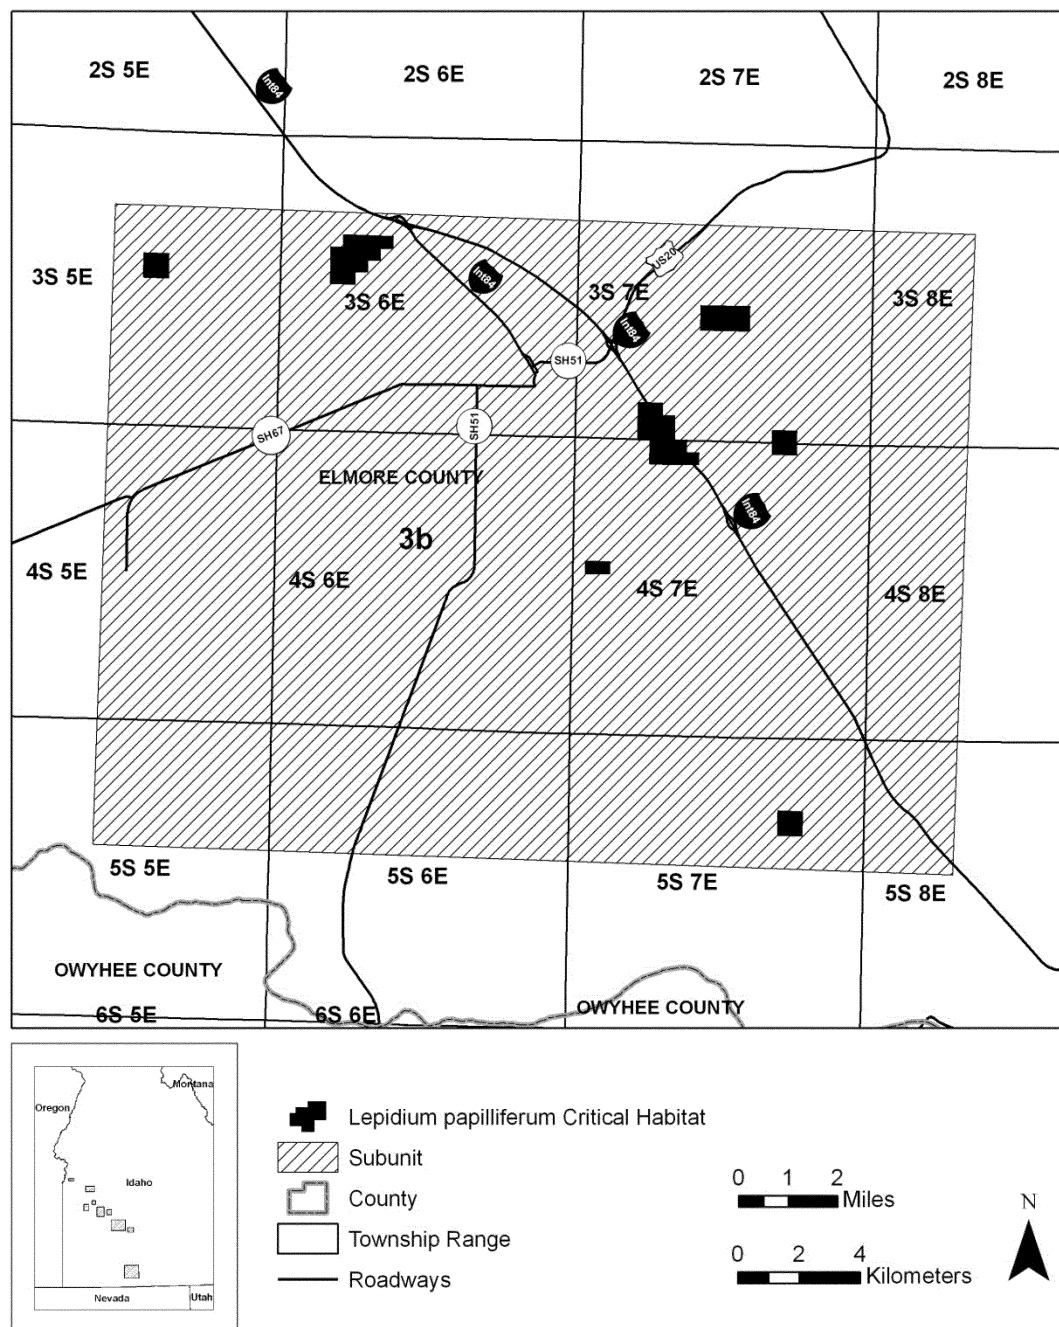 2S 5E
2S 6E
2S 7E
2S 8E
Int84
3S 5E
3S 6E
Int84
3S 7E
US20
3S 8E
Int84
SH51
SH67
SH51
ELMORE COUNTY
3b
Int84
4S 5E
4S 6E
4S 7E
4S 8E
5S 5E
5S 6E
5S 7E
5S 8E
OWYHEE COUNTY
OWYHEE COUNTY
6S 5E
6S 6E
Oregon
Montana
Idaho
Nevada
Utah
Lepidium papilliferum Critical Habitat
Subunit
County
Township Range
Roadways
0 1 2
Miles
0 2 4
Kilometers
N